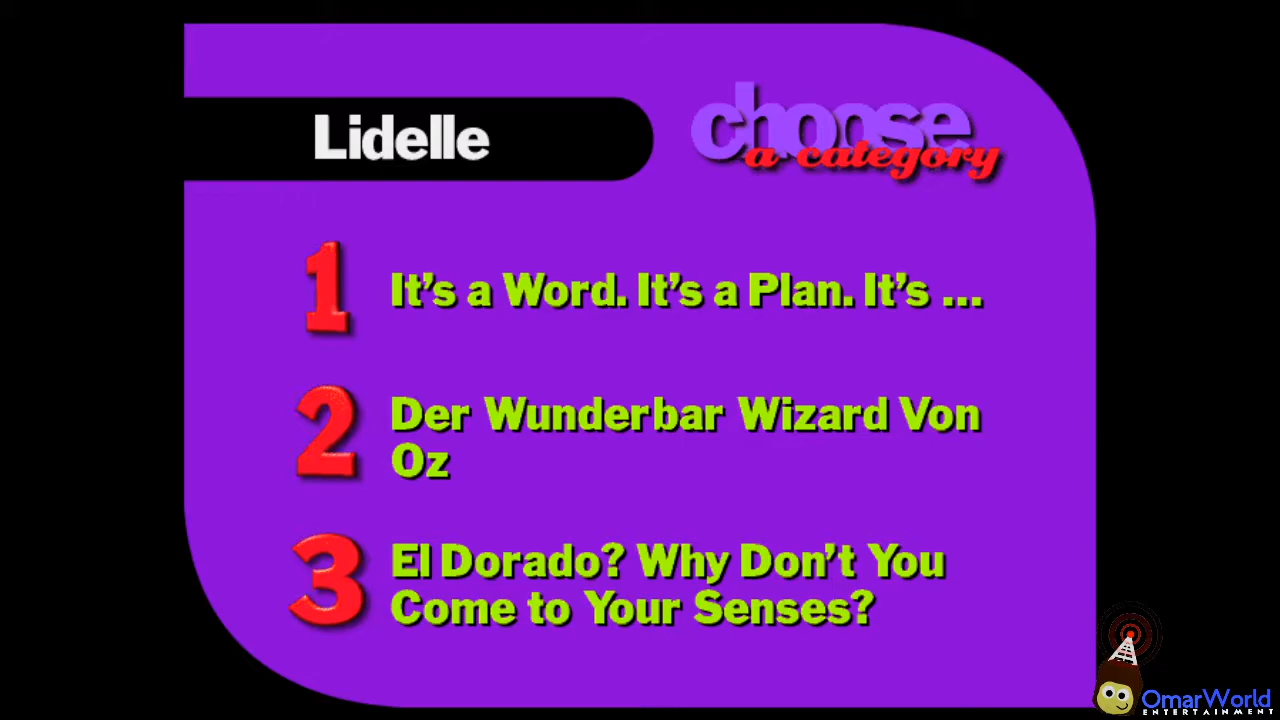 Lidelle
choose
a category
1
It's a Word. It's a Plan. It's ...
2
Der Wunderbar Wizard Von
Oz
3
El Dorado? Why Don't You
Come to Your Senses?
OmarWorld
ENTERTAINMENT